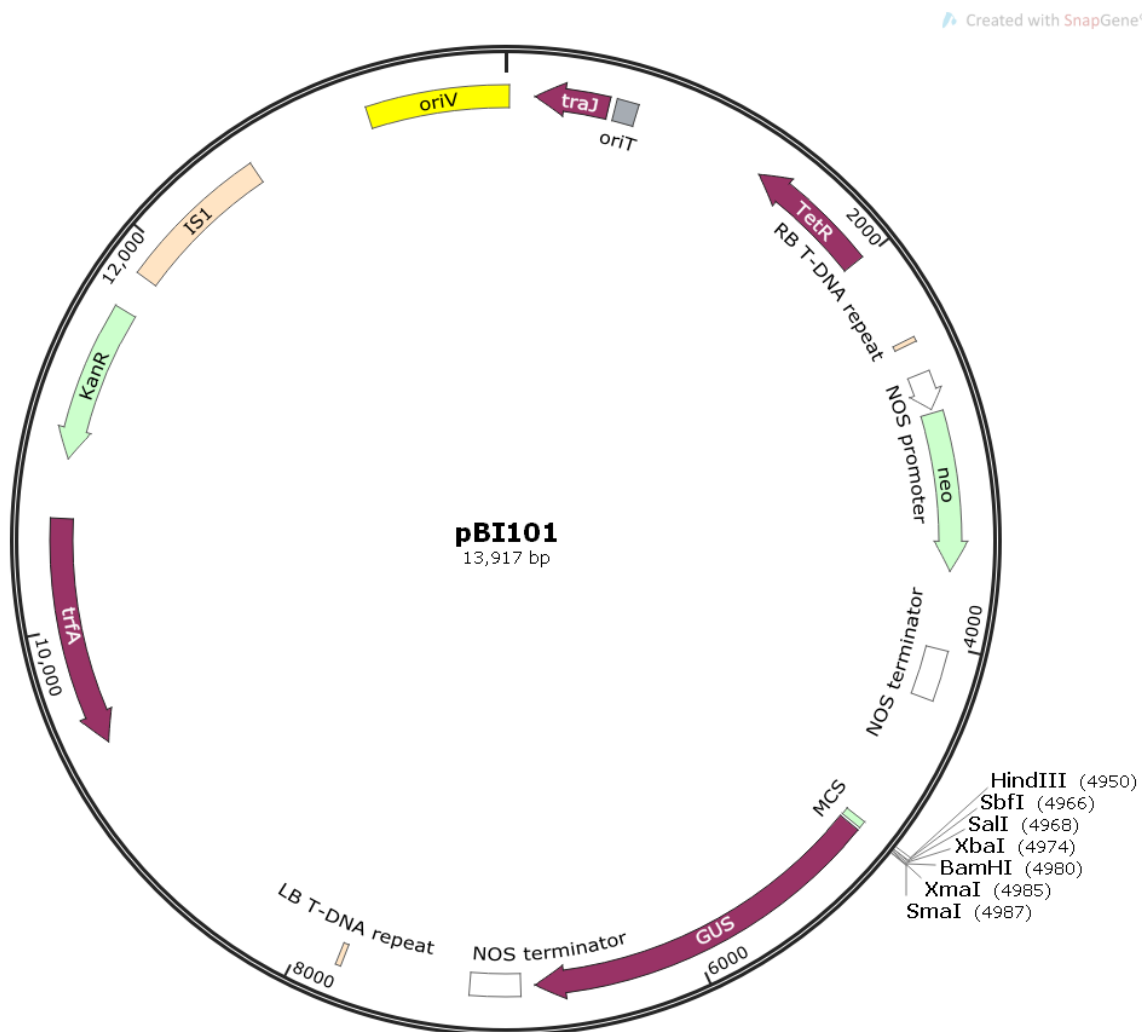 Created with SnapGene®
oriV
traJ
oriT
TetR
2000
RB T-DNA repeat
IS1
12,000
KanR
NOS promoter
neo
pBI101
13,917 bp
trfA
10,000
4000
NOS terminator
HindIII (4950)
SbfI (4966)
SalI (4968)
XbaI (4974)
BamHI (4980)
XmaI (4985)
SmaI (4987)
MCS
GUS
6000
NOS terminator
LB T-DNA repeat
8000